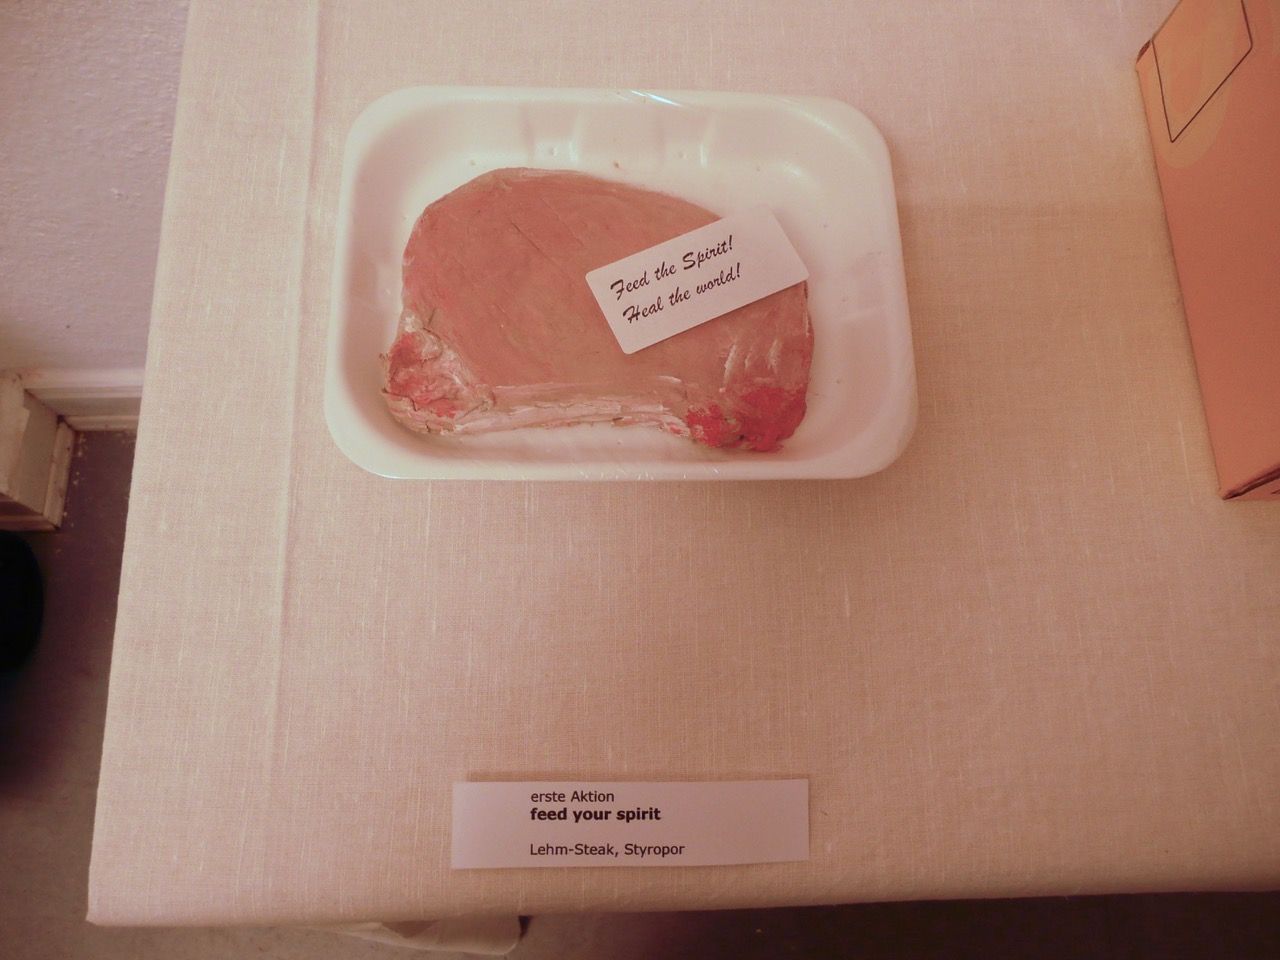 Feed the Spirit!
Heal the world!
erste Aktion
feed your spirit
Lehm-Steak, Styropor